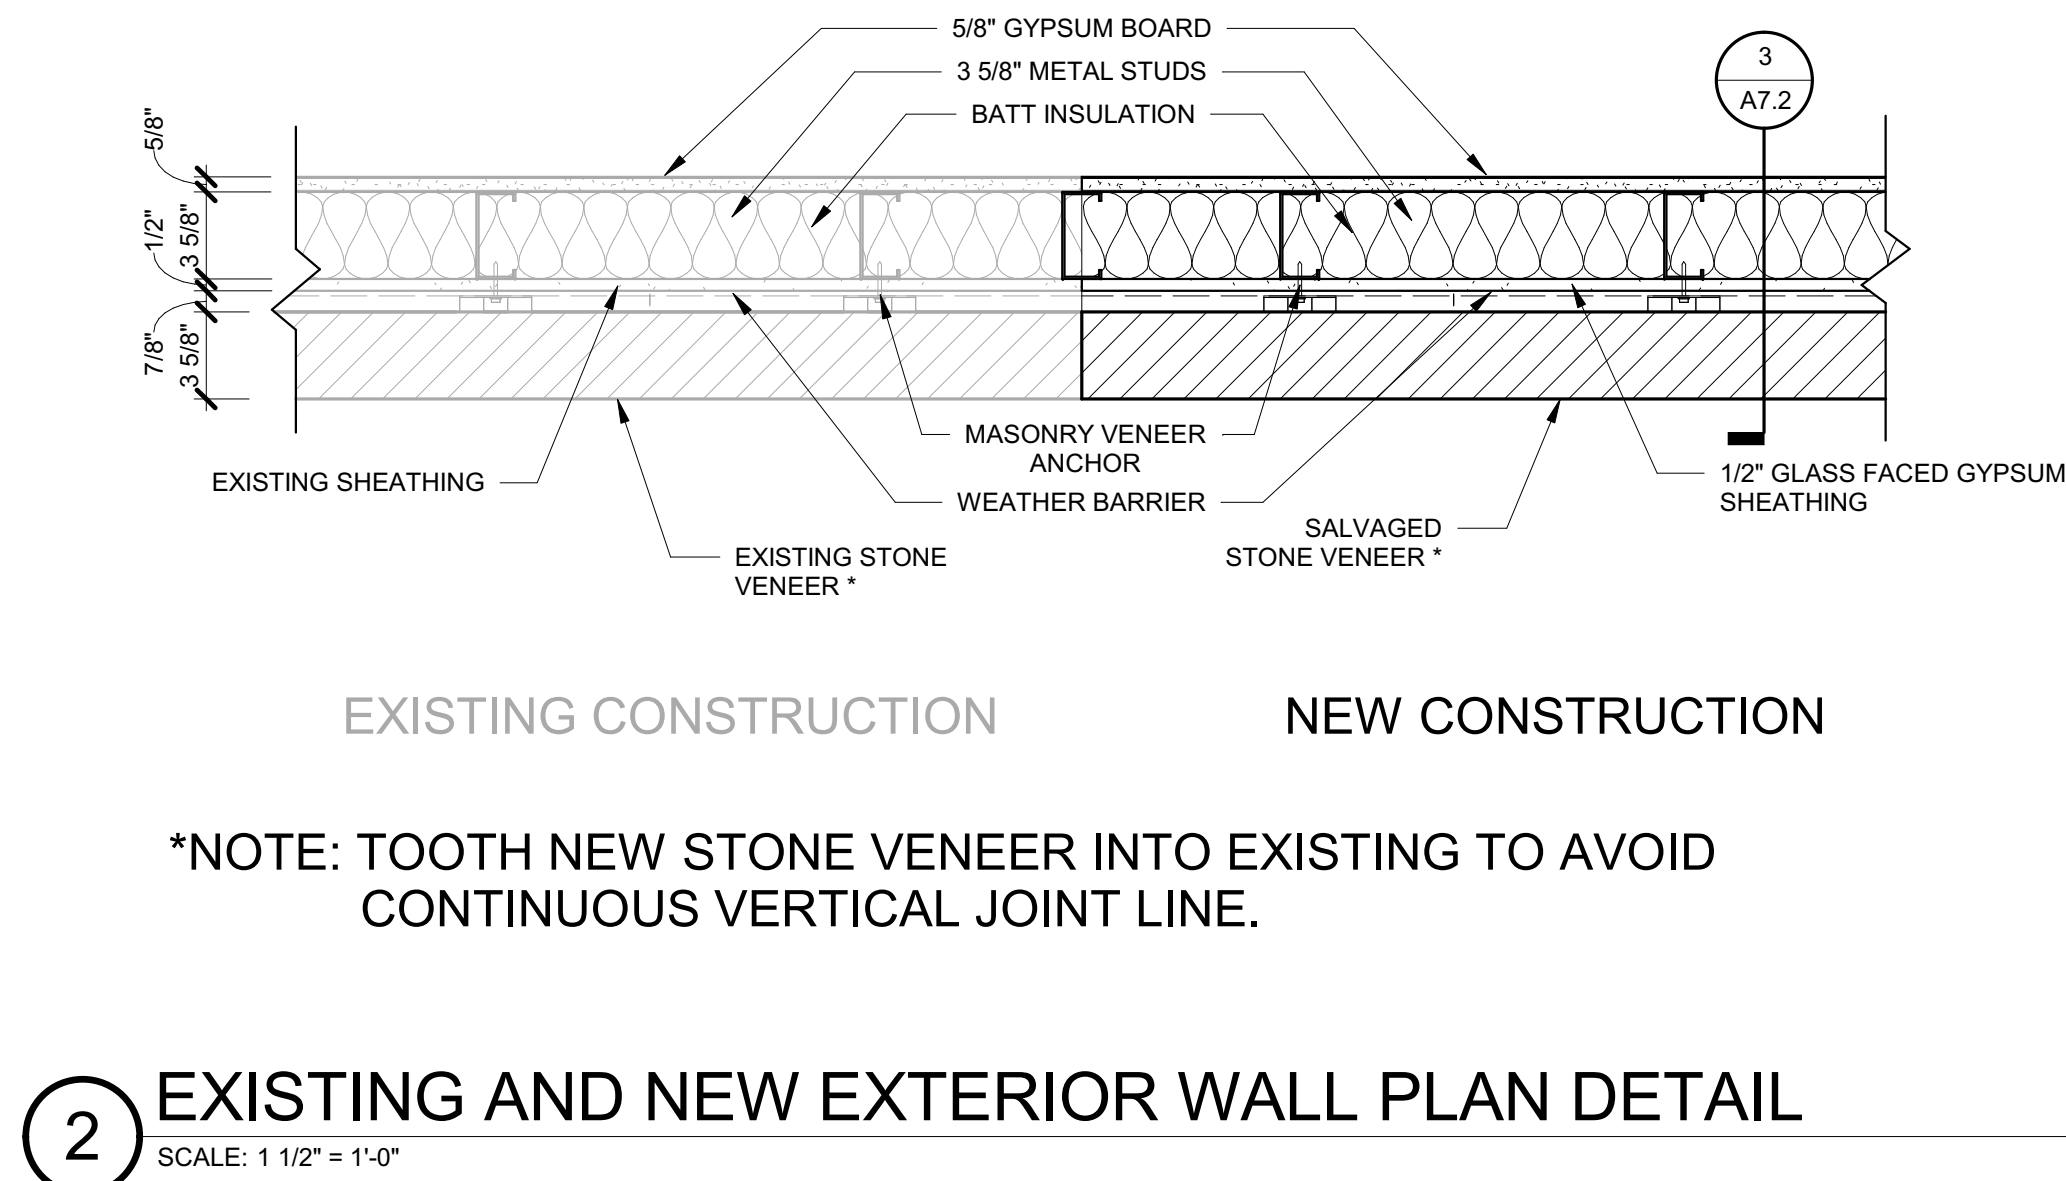 5/8" GYPSUM BOARD
3 5/8" METAL STUDS
BATT INSULATION
3
A7.2
5/8"
1/2"
3 5/8"
7/8"
3 5/8"
MASONRY VENEER
ANCHOR
EXISTING SHEATHING
WEATHER BARRIER
1/2" GLASS FACED GYPSUM
SHEATHING
SALVAGED
STONE VENEER *
EXISTING STONE
VENEER *
EXISTING CONSTRUCTION
NEW CONSTRUCTION
*NOTE: TOOTH NEW STONE VENEER INTO EXISTING TO AVOID
CONTINUOUS VERTICAL JOINT LINE.
2
EXISTING AND NEW EXTERIOR WALL PLAN DETAIL
SCALE: 1 1/2" = 1'-0"